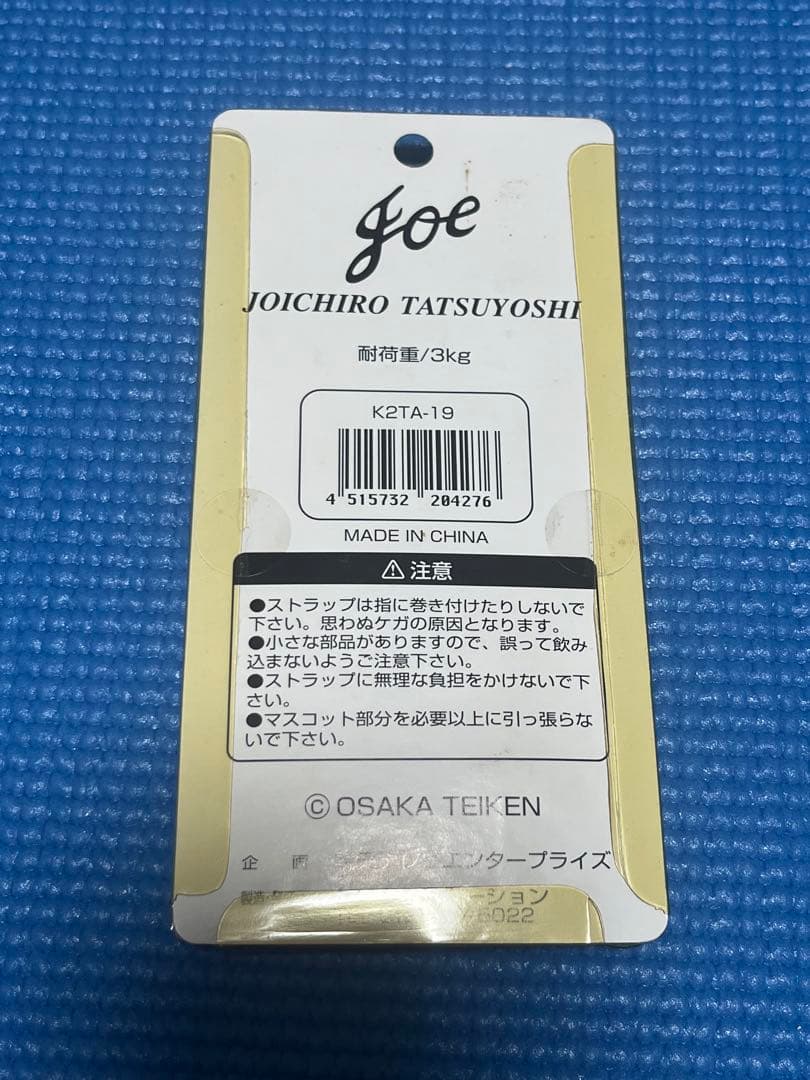 Joe
JOICHIRO TATSUYOSHI
耐荷重/3kg
K2TA-19
4 515732 204276
MADE IN CHINA
⚠ 注意
●ストラップは指に巻き付けたりしないで
下さい。思わぬケガの原因となります。
●小さな部品がありますので、誤って飲み
込まないようご注意下さい。
●ストラップに無理な負担をかけないで下
さい。
●マスコット部分を必要以上に引っ張らな
いで下さい。
© OSAKA TEIKEN
企 画 エンタープライズ
ーション
6022